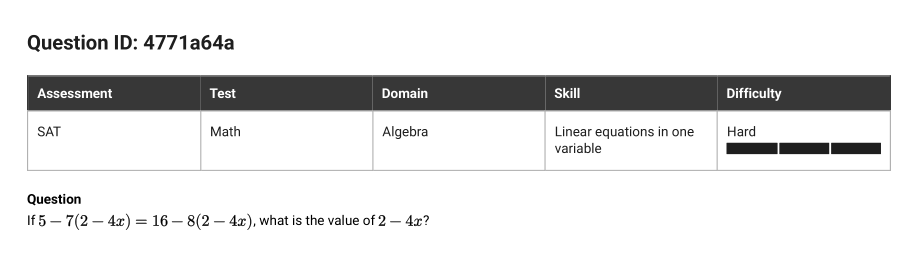 Question ID: 4771a64a
Assessment Test Domain Skill Difficulty
SAT Math Algebra Linear equations in one variable Hard
Question
If 5 − 7(2 − 4x) = 16 − 8(2 − 4x), what is the value of 2 − 4x?